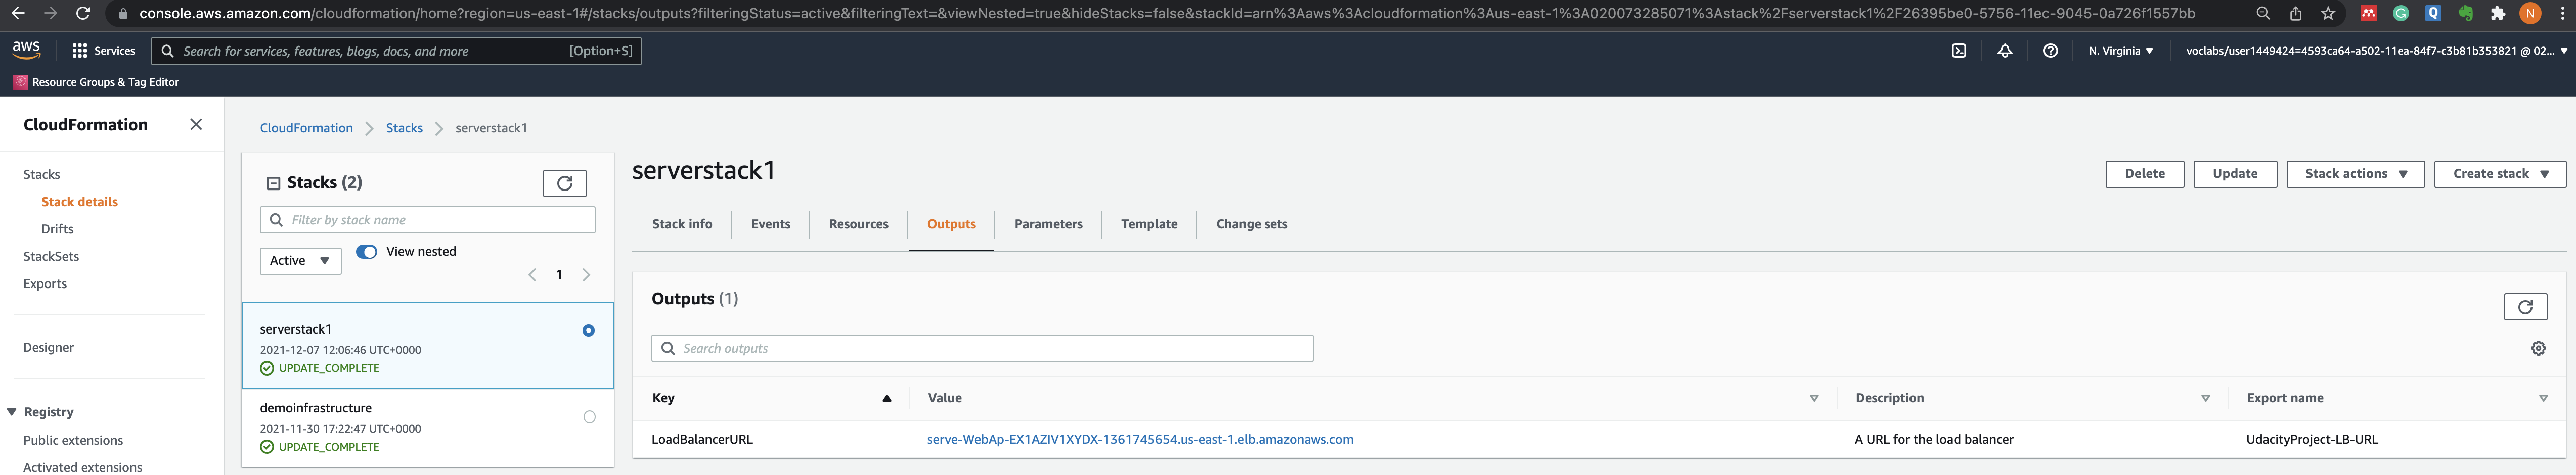 console.aws.amazon.com/cloudformation/home?region=us-east-1#/stacks/outputs?filteringStatus=active&filteringText=&viewNested=true&hideStacks=false&stackId=arn%3Aaws%3Acloudformation%3Aus-east-1%3A020073285071%3Astack%2Fserverstack1%2F26395be0-5756-11ec-9045-0a726f1557bb
N
aws
Services
Search for services, features, blogs, docs, and more
[Option+S]
N. Virginia
voclabs/user1449424=4593ca64-a502-11ea-84f7-c3b81b353821 @ 02...
Resource Groups & Tag Editor
CloudFormation
Stacks
Stack details
Drifts
StackSets
Exports
Designer
Registry
Public extensions
Activated extensions
CloudFormation
Stacks
serverstack1
Stacks (2)
Filter by stack name
Active
View nested
1
serverstack1
2021-12-07 12:06:46 UTC+0000
UPDATE_COMPLETE
demoinfrastructure
2021-11-30 17:22:47 UTC+0000
UPDATE_COMPLETE
serverstack1
Delete
Update
Stack actions
Create stack
Stack info
Events
Resources
Outputs
Parameters
Template
Change sets
Outputs (1)
Search outputs
Key
Value
Description
Export name
LoadBalancerURL
serve-WebAp-EX1AZIV1XYDX-1361745654.us-east-1.elb.amazonaws.com
A URL for the load balancer
UdacityProject-LB-URL